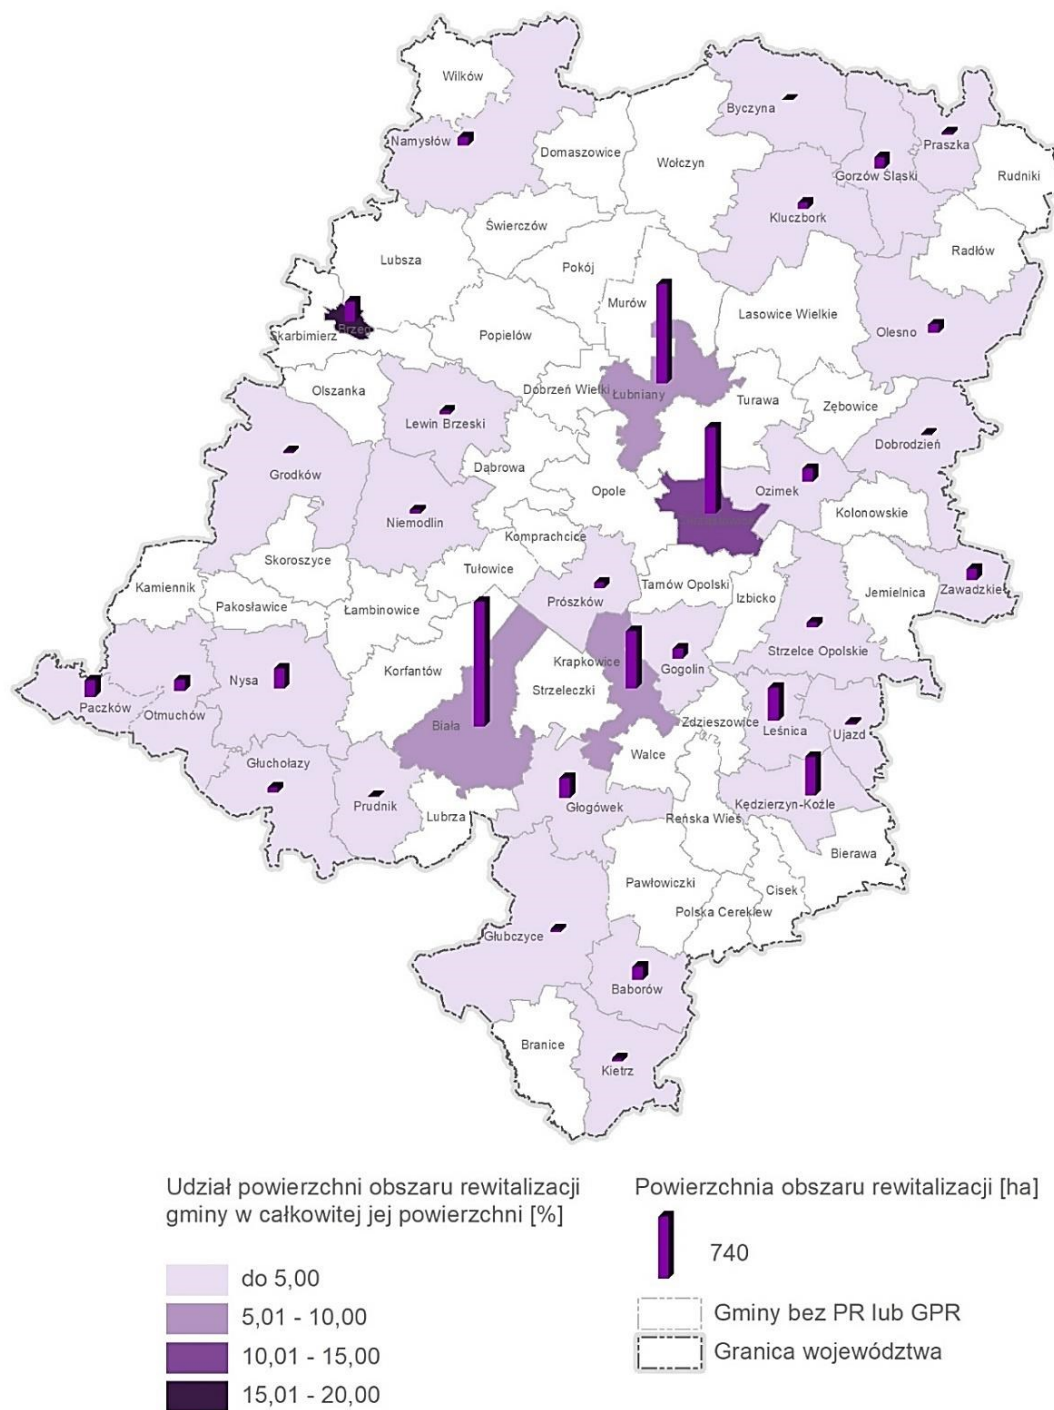 Wilków
Namysłów
Domaszowice
Wołczyn
Byczyna
Praszka
Gorzów Śląski
Rudniki
Kluczbork
Radłów
Świerczów
Lubsza
Pokój
Murów
Lasowice Wielkie
Olesno
Skarbimierz
Brzeg
Popielów
Olszanka
Dobrzeń Wielki
Łubniany
Turawa
Zębowice
Lewin Brzeski
Dobrodzień
Grodków
Dąbrowa
Opole
Ozimek
Niemodlin
Kolonowskie
Komprachcice
Skoroszyce
Tułowice
Kamiennik
Pakosławice
Łambinowice
Prószków
Tarnów Opolski
Izbicko
Jemielnica
Zawadzkie
Strzelce Opolskie
Korfantów
Krapkowice
Gogolin
Nysa
Strzeleczki
Paczków
Otmuchów
Biała
Zdzieszowice
Leśnica
Ujazd
Walce
Głuchołazy
Prudnik
Lubrza
Głogówek
Kędzierzyn-Koźle
Reńska Wieś
Bierawa
Pawłowiczki
Cisek
Polska Cerekiew
Głubczyce
Baborów
Branice
Kietrz
Udział powierzchni obszaru rewitalizacji
gminy w całkowitej jej powierzchni [%]
do 5,00
5,01 - 10,00
10,01 - 15,00
15,01 - 20,00
Powierzchnia obszaru rewitalizacji [ha]
740
Gminy bez PR lub GPR
Granica województwa